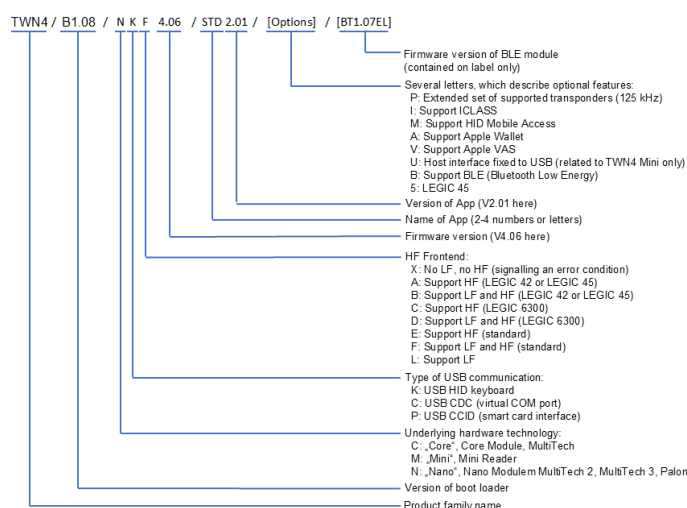 TWN4 / B1.08 / N K F 4.06 / STD 2.01 / [Options] / [BT1.07EL]
Firmware version of BLE module
(contained on label only)
Several letters, which describe optional features:
P: Extended set of supported transponders (125 kHz)
I: Support ICLASS
M: Support HID Mobile Access
A: Support Apple Wallet
V: Support Apple VAS
U: Host interface fixed to USB (related to TWN4 Mini only)
B: Support BLE (Bluetooth Low Energy)
5: LEGIC 45
Version of App (V2.01 here)
Name of App (2-4 numbers or letters)
Firmware version (V4.06 here)
HF Frontend:
X: No LF, no HF (signalling an error condition)
A: Support HF (LEGIC 42 or LEGIC 45)
B: Support LF and HF (LEGIC 42 or LEGIC 45)
C: Support HF (LEGIC 6300)
D: Support LF and HF (LEGIC 6300)
E: Support HF (standard)
F: Support LF and HF (standard)
L: Support LF
Type of USB communication:
K: USB HID keyboard
C: USB CDC (virtual COM port)
P: USB CCID (smart card interface)
Underlying hardware technology:
C: „Core“, Core Module, MultiTech
M: „Mini“, Mini Reader
N: „Nano“, Nano Modulem MultiTech 2, MultiTech 3, Palon
Version of boot loader
Product family name